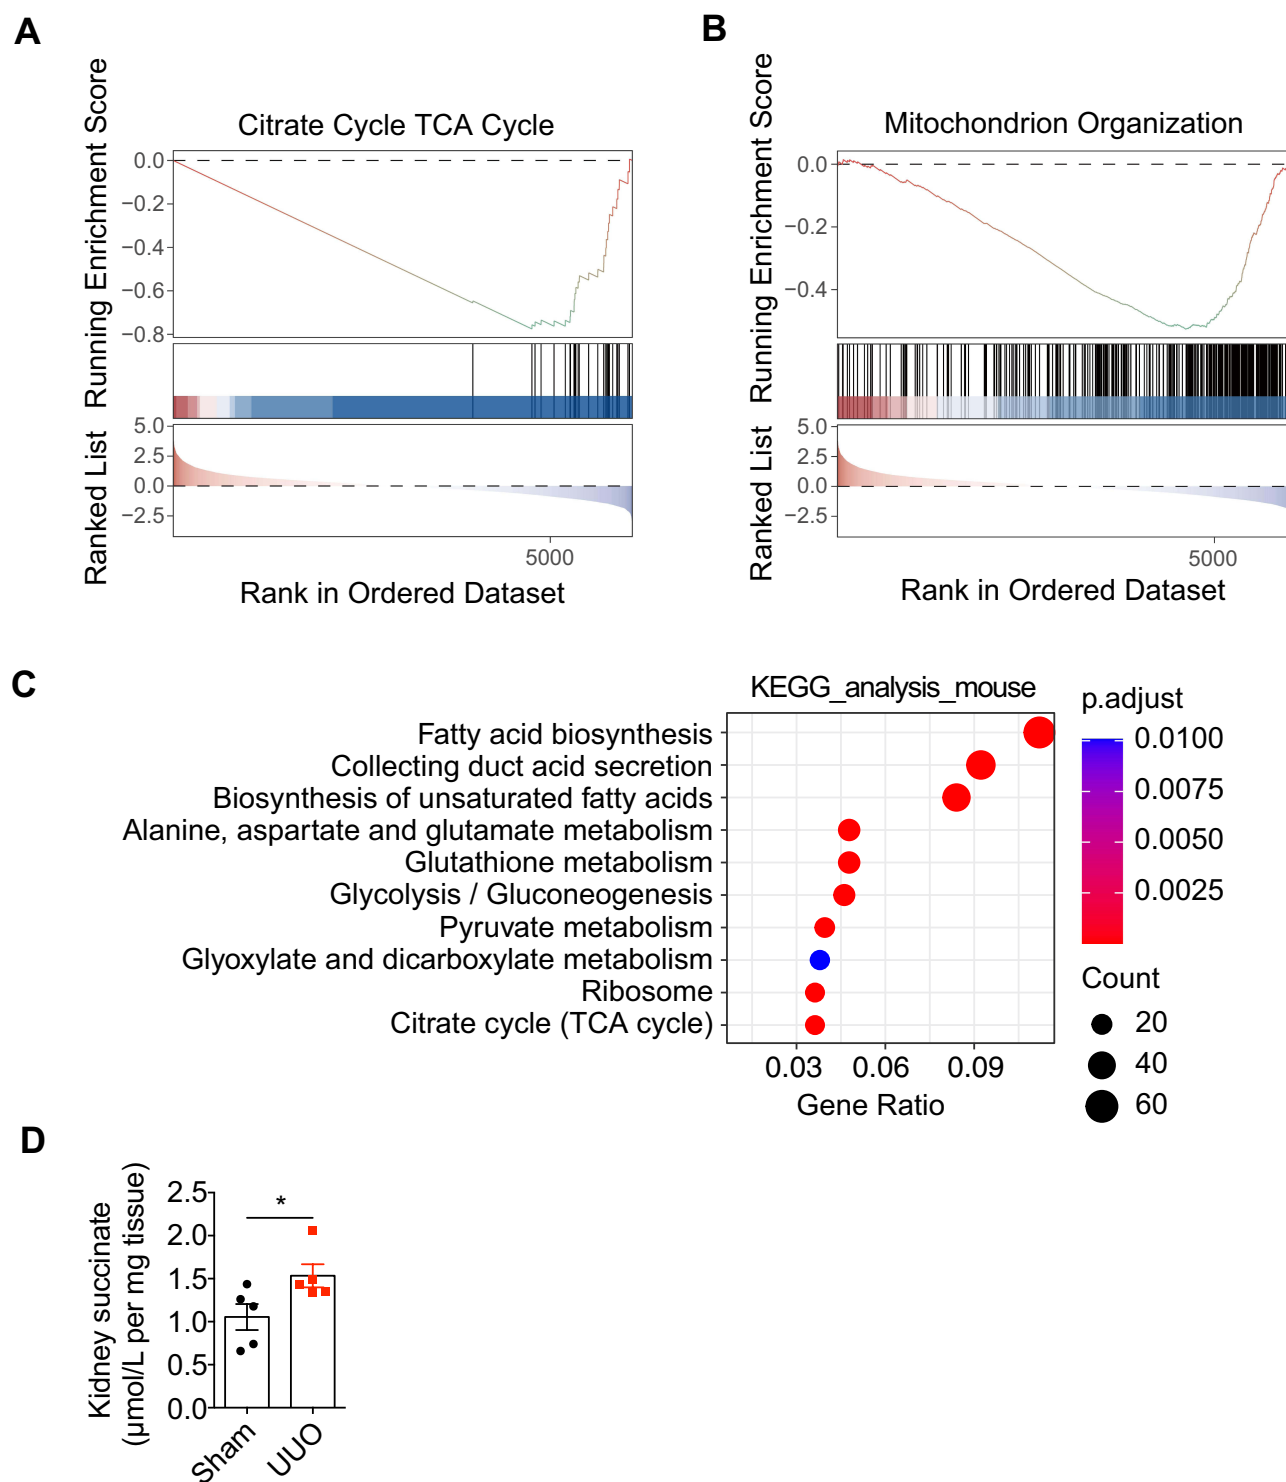 A
Citrate Cycle TCA Cycle
Running Enrichment Score
0.0
−0.2
−0.4
−0.6
−0.8
Ranked List
5.0
2.5
0.0
−2.5
5000
Rank in Ordered Dataset
B
Mitochondrion Organization
Running Enrichment Score
0.0
−0.2
−0.4
Ranked List
5.0
2.5
0.0
−2.5
5000
Rank in Ordered Dataset
C
KEGG_analysis_mouse
Fatty acid biosynthesis
Collecting duct acid secretion
Biosynthesis of unsaturated fatty acids
Alanine, aspartate and glutamate metabolism
Glutathione metabolism
Glycolysis / Gluconeogenesis
Pyruvate metabolism
Glyoxylate and dicarboxylate metabolism
Ribosome
Citrate cycle (TCA cycle)
0.03 0.06 0.09
Gene Ratio
p.adjust
0.0100
0.0075
0.0050
0.0025
Count
20
40
60
D
Kidney succinate
(μmol/L per mg tissue)
2.5
2.0
1.5
1.0
0.5
0.0
*
Sham
UUO